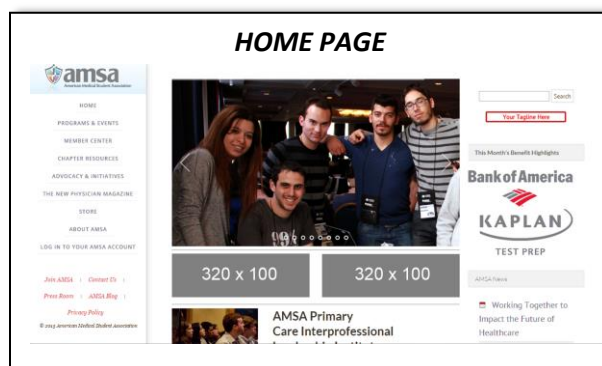 HOME PAGE
amsa
American Medical Student Association
HOME
PROGRAMS & EVENTS
MEMBER CENTER
CHAPTER RESOURCES
ADVOCACY & INITIATIVES
THE NEW PHYSICIAN MAGAZINE
STORE
ABOUT AMSA
LOG IN TO YOUR AMSA ACCOUNT
Join AMSA | Contact Us |
Press Room | AMSA Blog |
Privacy Policy
© 2013 American Medical Student Association
320 x 100
320 x 100
AMSA Primary
Care Interprofessional
Leadership Institute
Search
Your Tagline Here
This Month's Benefit Highlights
Bank of America
KAPLAN
TEST PREP
AMSA News
Working Together to
Impact the Future of
Healthcare